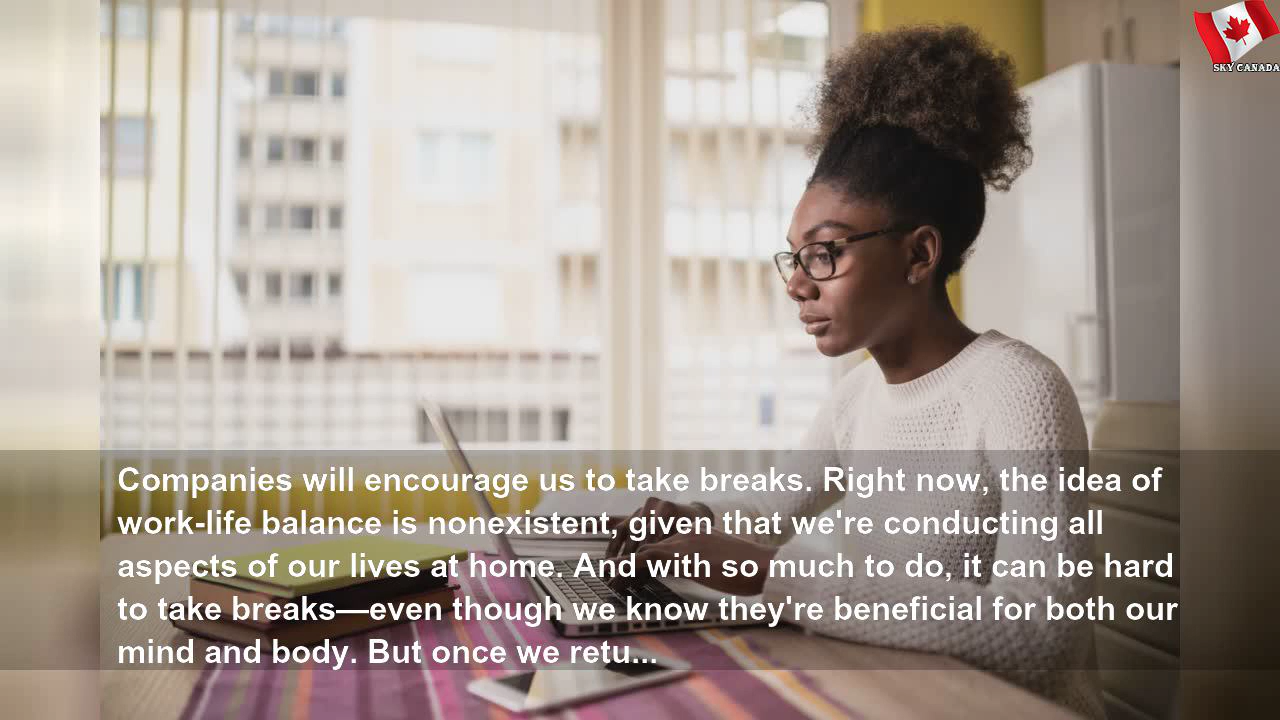 SKY CANADA
Companies will encourage us to take breaks. Right now, the idea of
work-life balance is nonexistent, given that we're conducting all
aspects of our lives at home. And with so much to do, it can be hard
to take breaks—even though we know they're beneficial for both our
mind and body. But once we retu...